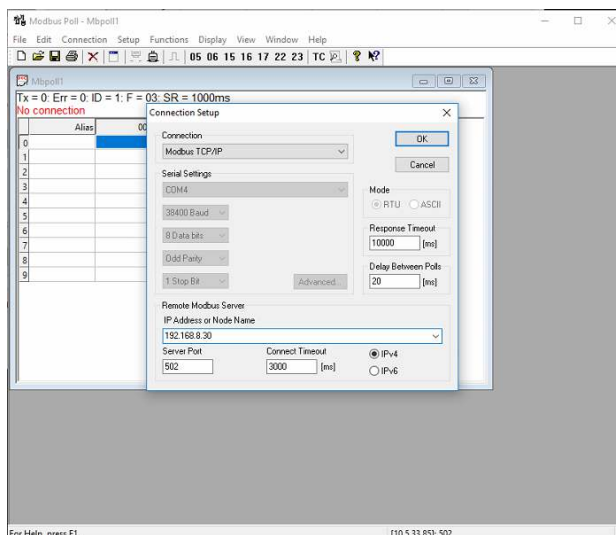 Modbus Poll - Mbpoll1
File Edit Connection Setup Functions Display View Window Help
05 06 15 16 17 22 23 TC
Mbpoll1
Tx = 0: Err = 0: ID = 1: F = 03: SR = 1000ms
No connection
Alias 00
0
1
2
3
4
5
6
7
8
9
Connection Setup
Connection
Modbus TCP/IP
OK
Cancel
Serial Settings
COM4
38400 Baud
8 Data bits
Odd Parity
1 Stop Bit
Advanced...
Mode
RTU ASCII
Response Timeout
10000 [ms]
Delay Between Polls
20 [ms]
Remote Modbus Server
IP Address or Node Name
192.168.8.30
Server Port Connect Timeout
502 3000 [ms]
IPv4
IPv6
For Help, press F1. [10.5.33.85]: 502